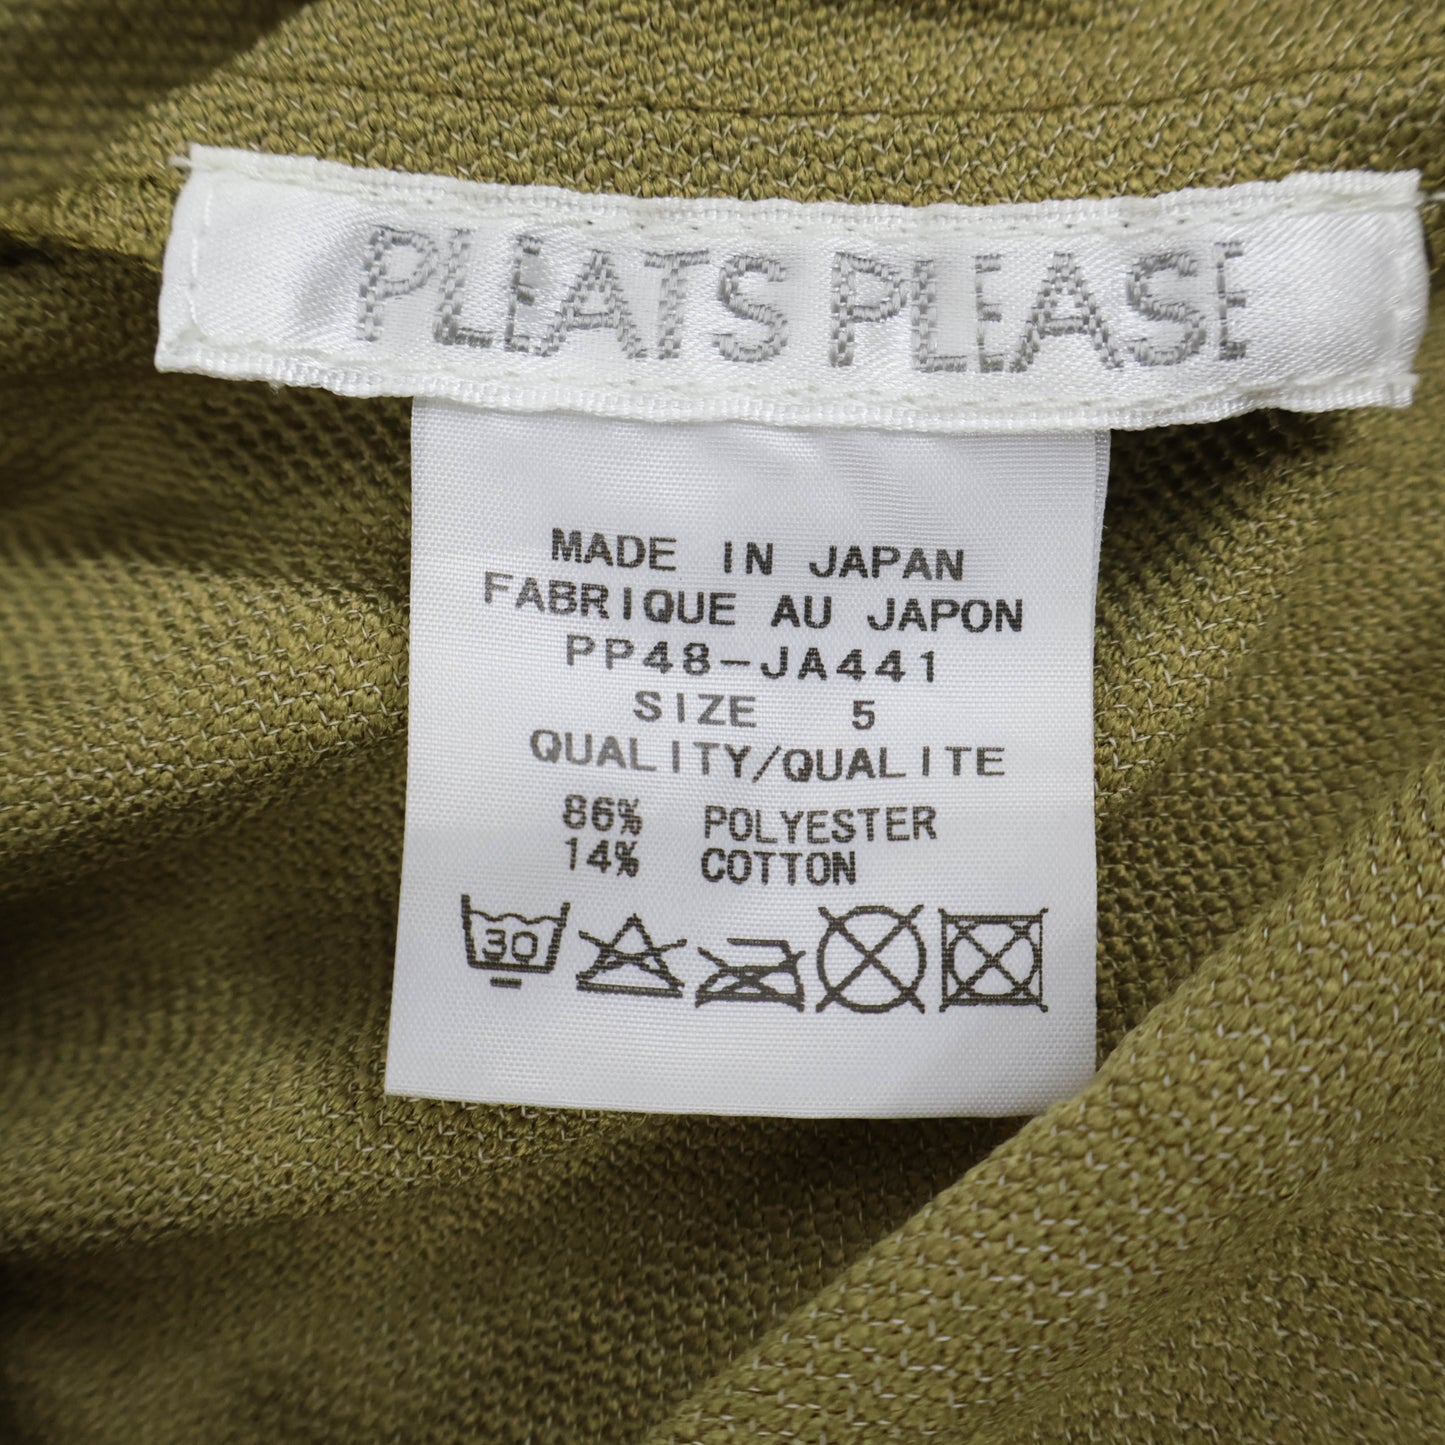 PLEATS PLEASE
MADE IN JAPAN
FABRIQUE AU JAPON
PP48-JA441
SIZE 5
QUALITY/QUALITE
86% POLYESTER
14% COTTON
30